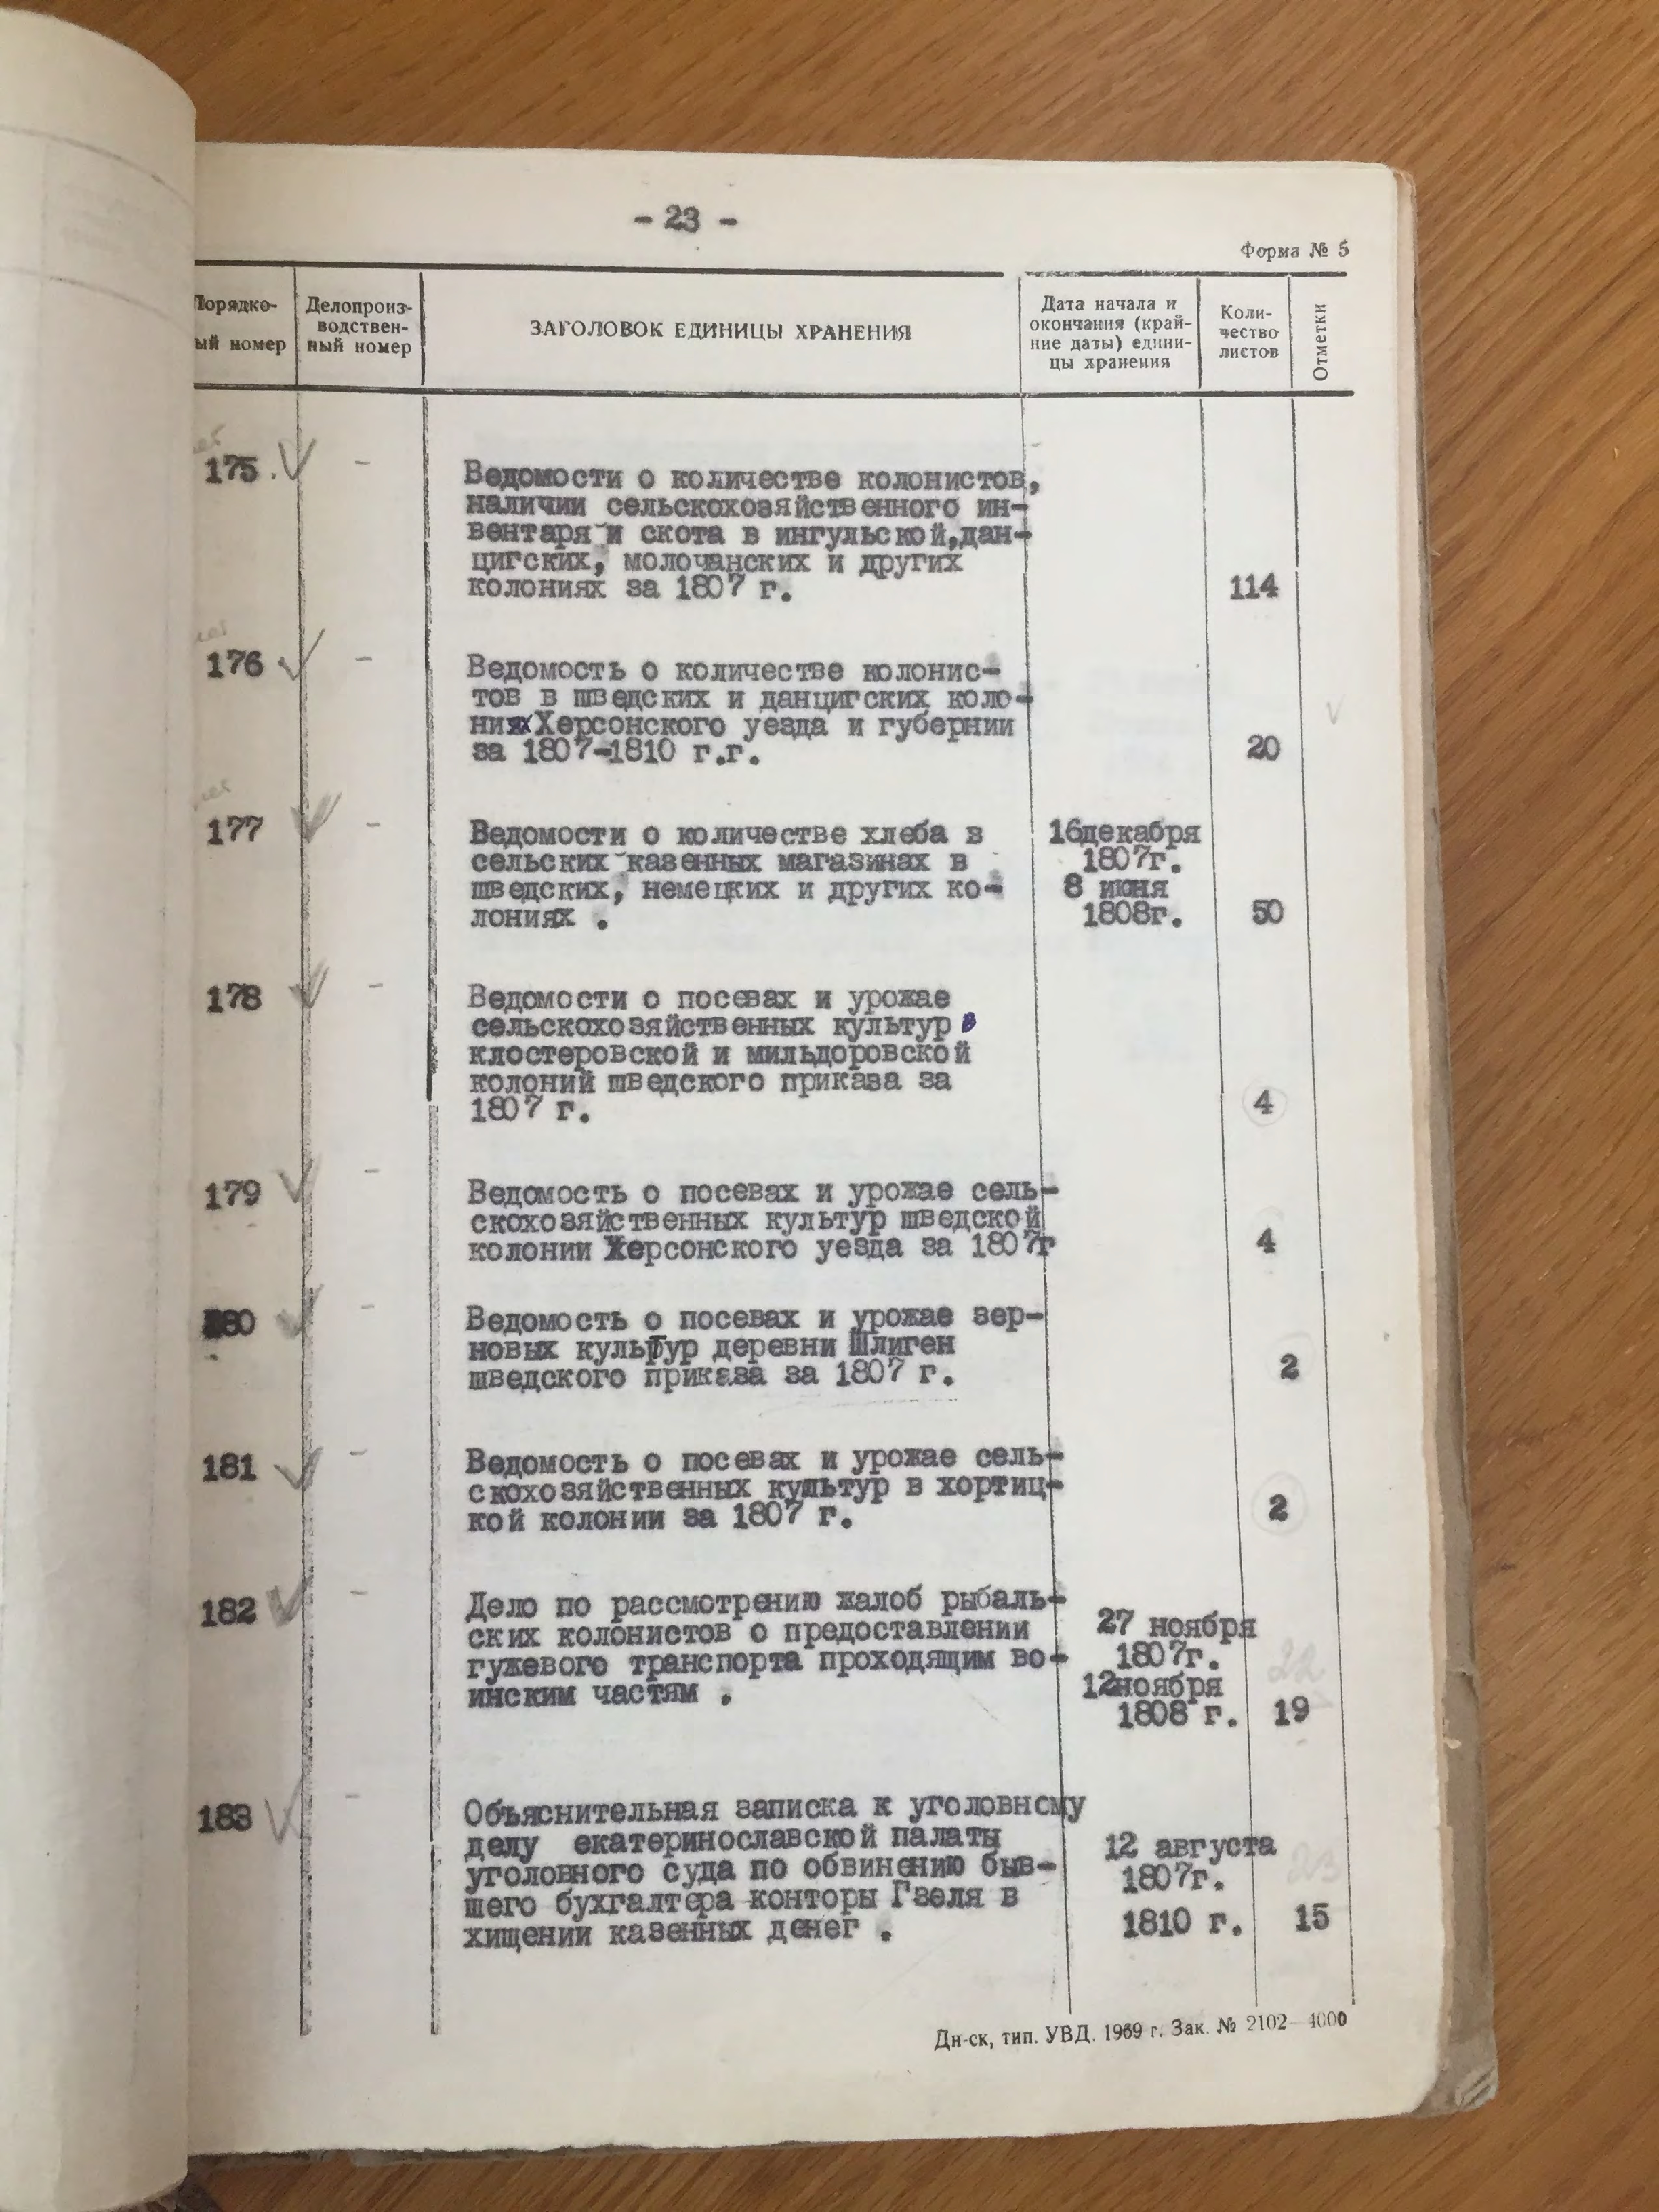 - 23 -
Форма № 5
Порядко-
ый номер
Делопроиз-
водствен-
ный номер
ЗАГОЛОВОК ЕДИНИЦЫ ХРАНЕНИЯ
Дата начала и
окончания (край-
ние даты) едини-
цы хранения
Коли-
чество
листов
Отметки
175. -
Ведомости о количестве колонистов,
наличии сельскохозяйственного ин-
вентаря и скота в ингульской,дан-
цигских, молочанских и других
колониях за 1807 г. 114
176 -
Ведомость о количестве колонис-
тов в шведских и данцигских коло-
ниях Херсонского уезда и губернии
за 1807-1810 г.г. 20
177 -
Ведомости о количестве хлеба в 16декабря
сельских казенных магазинах в 1807г.
шведских, немецких и других ко- 8 июня
лониях . 1808г. 50
178 -
Ведомости о посевах и урожае
сельскохозяйственных культур в
клостеровской и мильдоровской
колоний шведского приказа за
1807 г. 4
179 -
Ведомость о посевах и урожае сель-
скохозяйственных культур шведской
колонии Херсонского уезда за 1807г 4
180 -
Ведомость о посевах и урожае зер-
новых культур деревни Шлиген
шведского приказа за 1807 г. 2
181 -
Ведомость о посевах и урожае сель-
скохозяйственных культур в хортиц-
кой колонии за 1807 г. 2
182 -
Дело по рассмотрению жалоб рыбаль-
ских колонистов о предоставлении 27 ноября
гужевого транспорта проходящим во- 1807г. 22
инским частям . 12ноября
1808 г. 19
183 -
Объяснительная записка к уголовному
делу екатеринославской палаты 12 августа
уголовного суда по обвинению быв- 1807г. 23
шего бухгалтера конторы Гзеля в
хищении казенных денег . 1810 г. 15
Дн-ск, тип. УВД. 1969 г. Зак. № 2102-4000